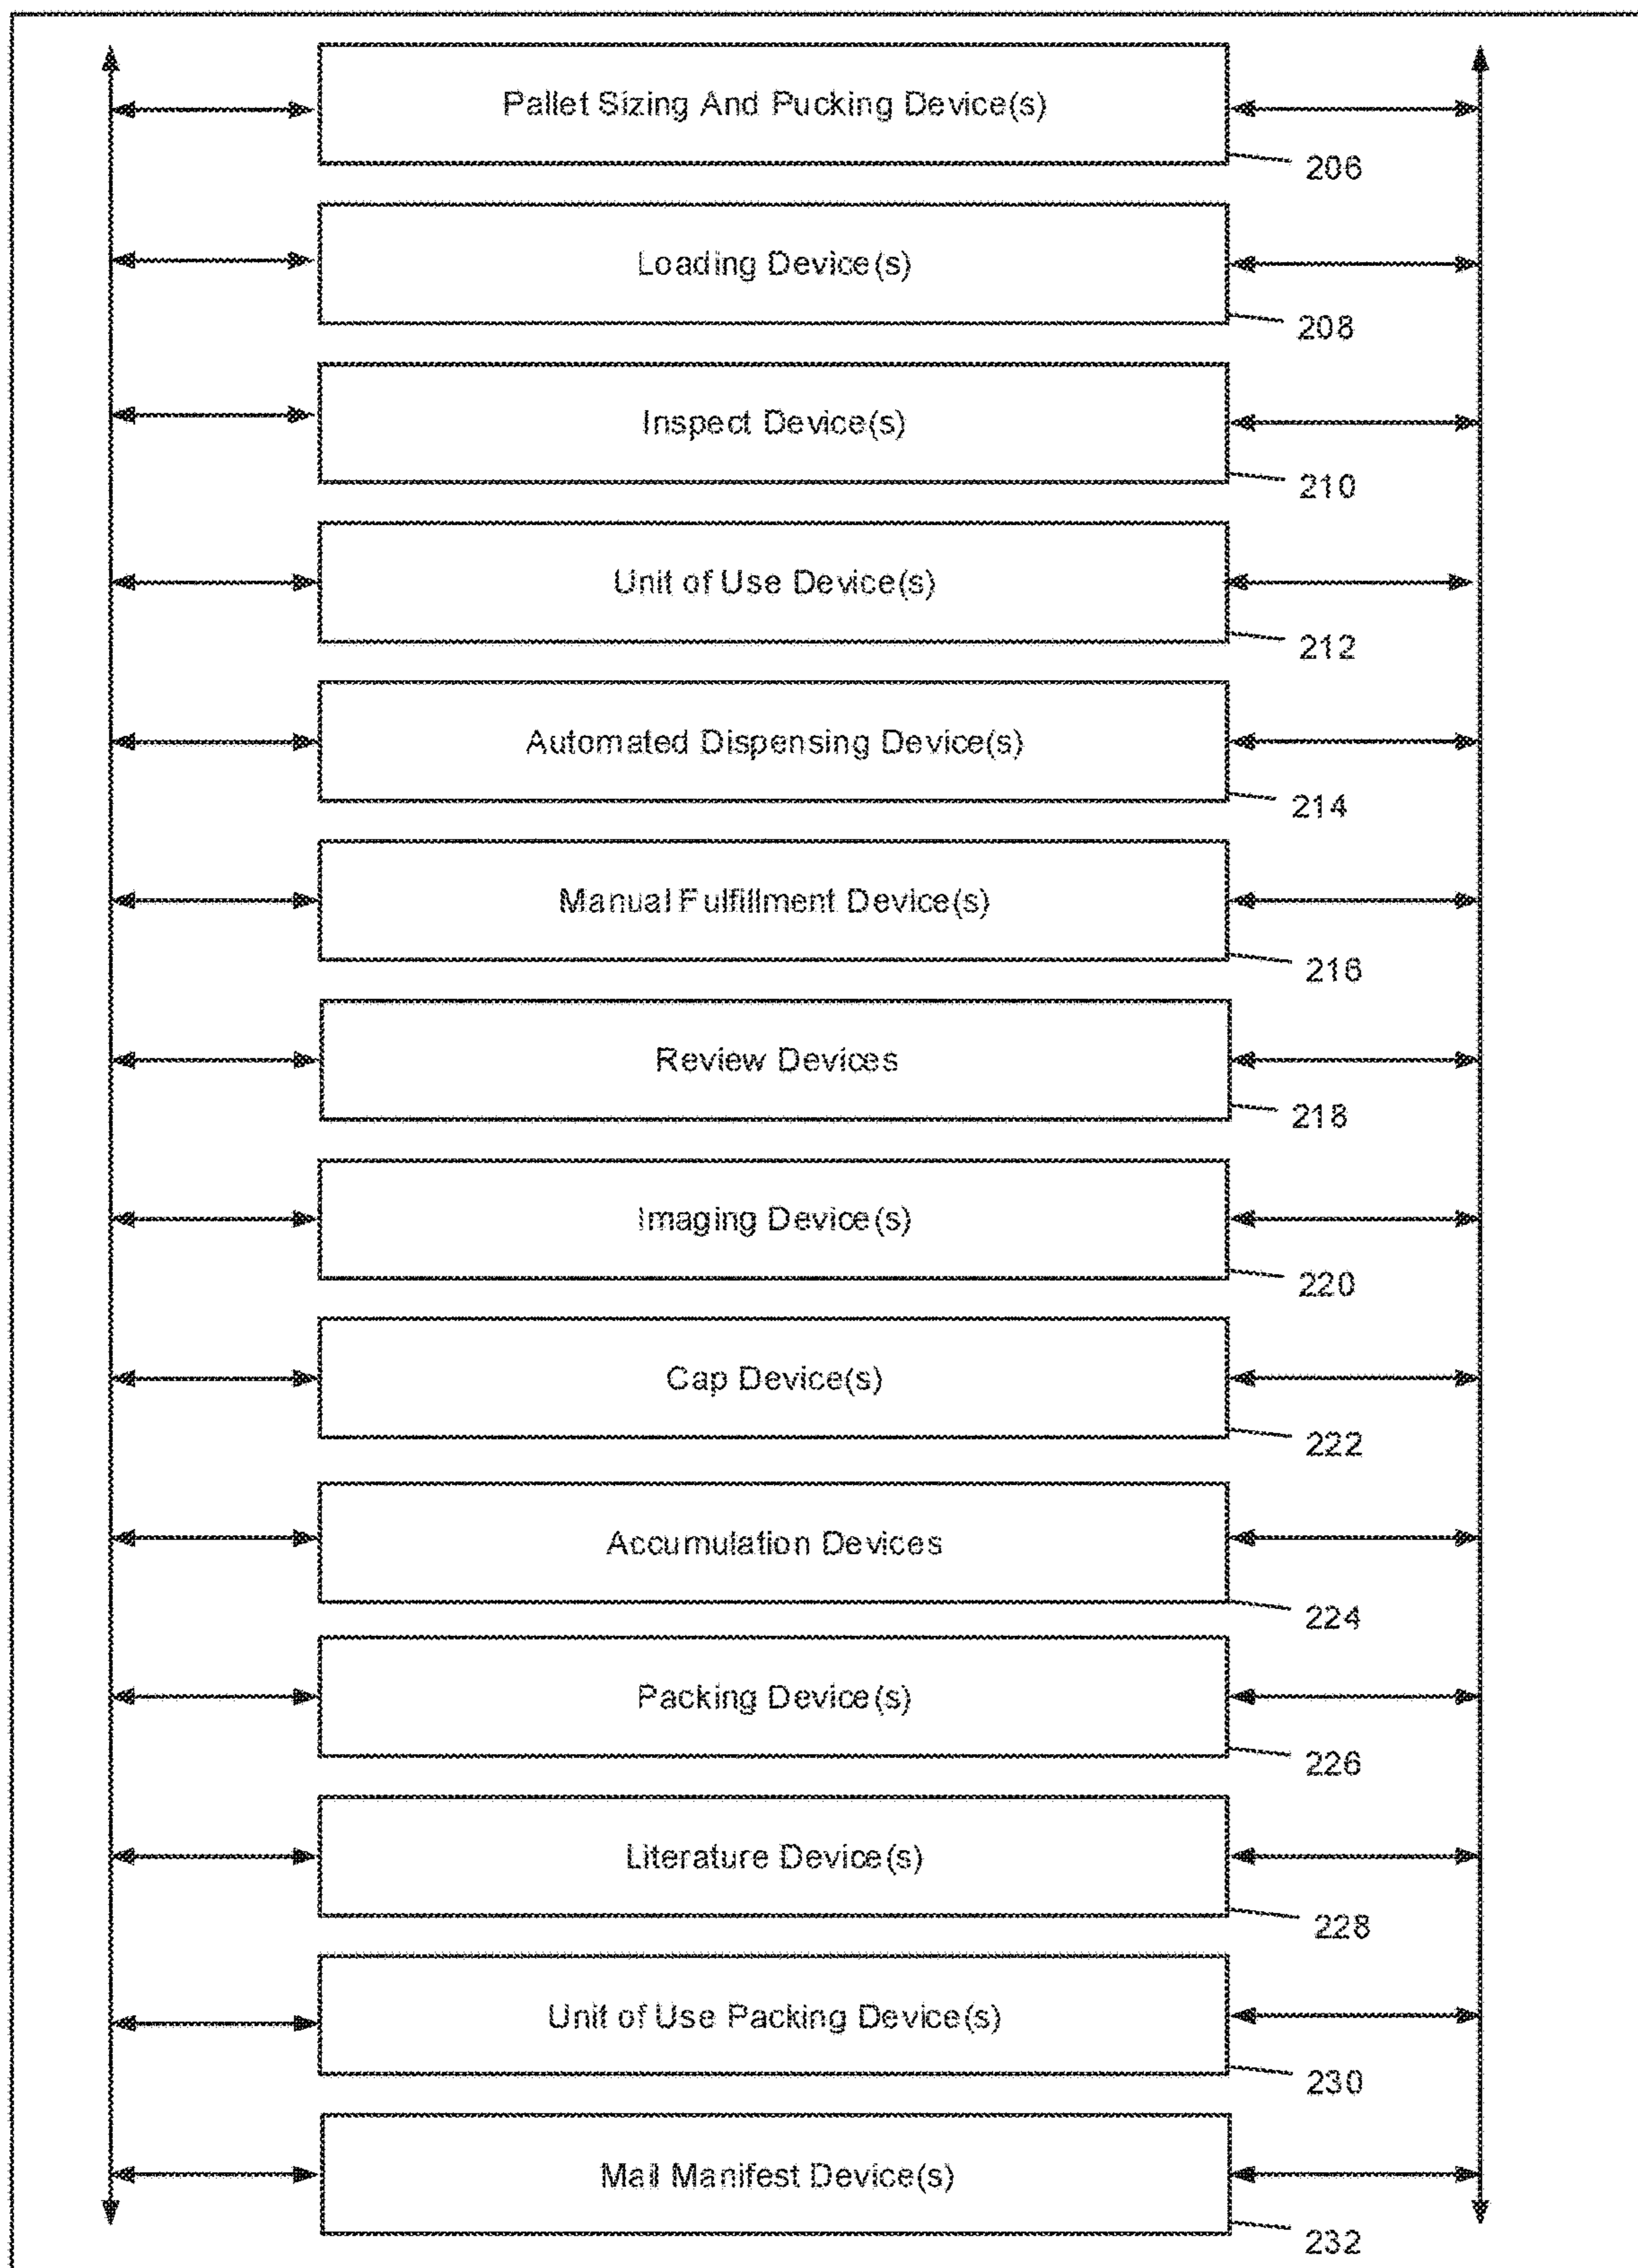 Pallet Sizing And Pucking Device(s)
206
Loading Device(s)
208
Inspect Device(s)
210
Unit of Use Device(s)
212
Automated Dispensing Device(s)
214
Manual Fulfillment Device(s)
216
Review Devices
218
Imaging Device(s)
220
Cap Device(s)
222
Accumulation Devices
224
Packing Device(s)
226
Literature Device(s)
228
Unit of Use Packing Device(s)
230
Mail Manifest Device(s)
232